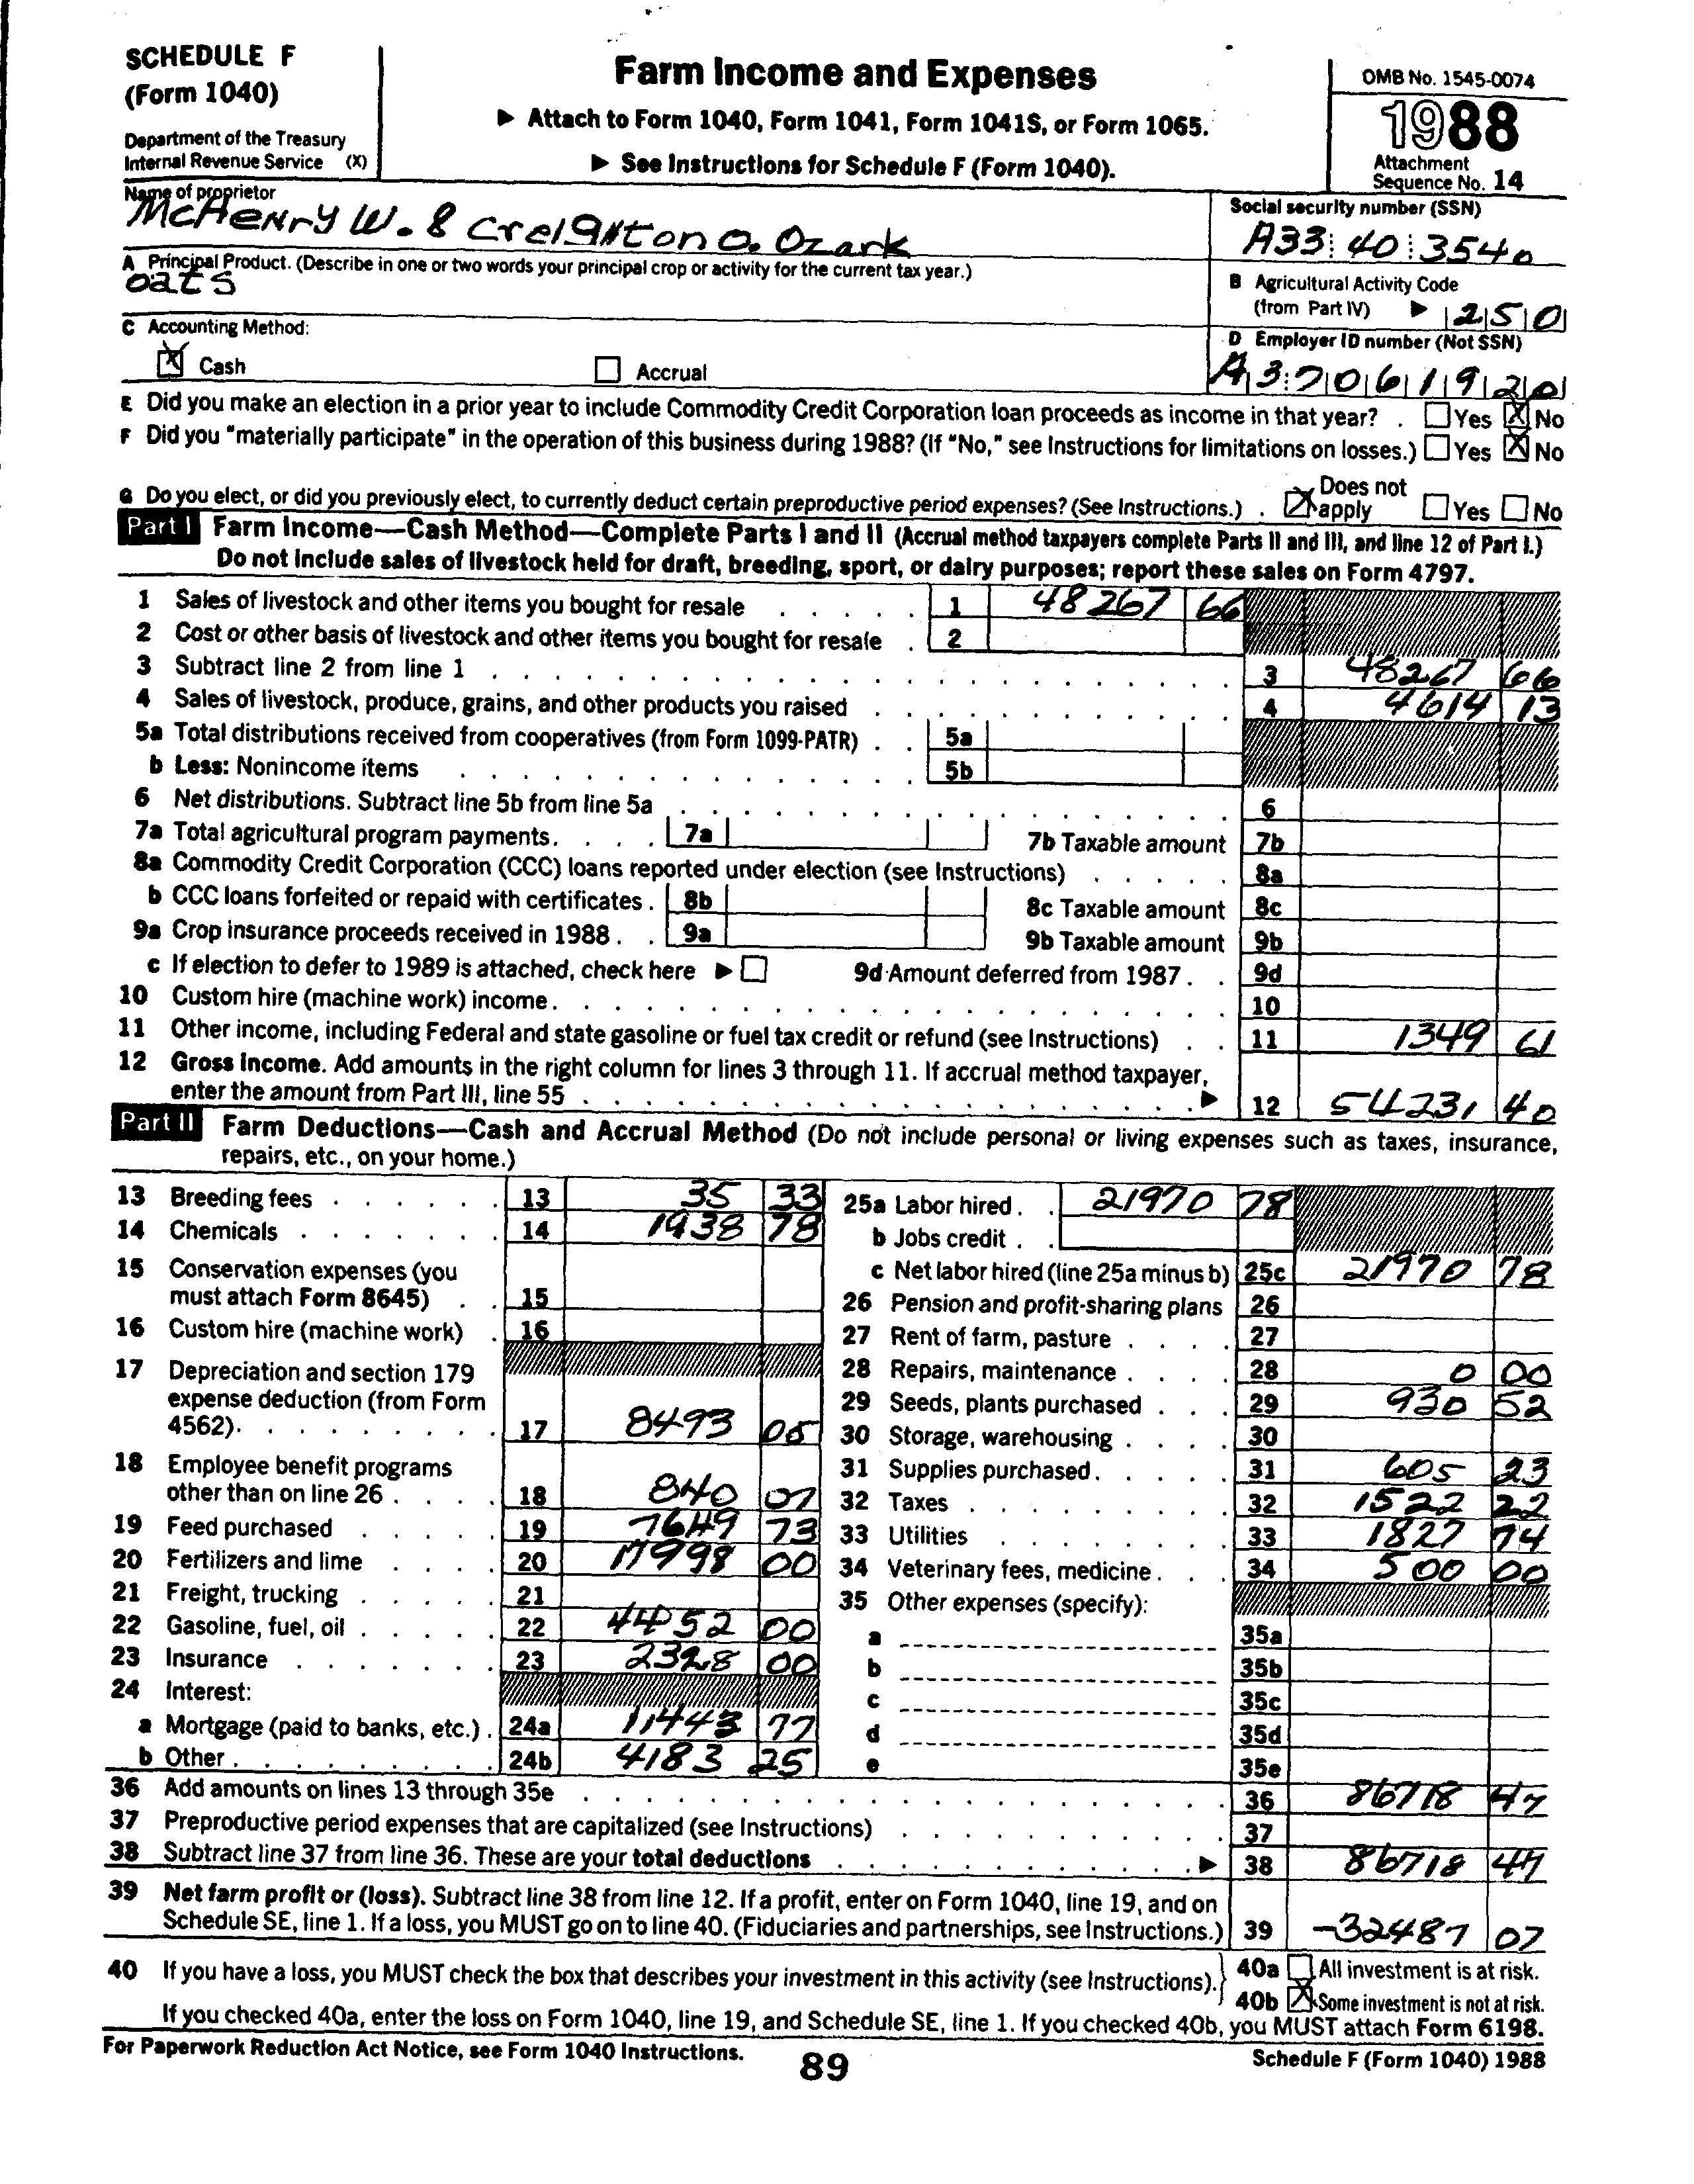 SCHEDULE F
(Form 1040)
Department of the Treasury
Internal Revenue Service (X)
Farm Income and Expenses
▶ Attach to Form 1040, Form 1041, Form 1041S, or Form 1065.
▶ See Instructions for Schedule F (Form 1040).
OMB No. 1545-0074
1988
Attachment
Sequence No. 14
Name of proprietor
McHenry W. & Creighton O. Ozark
Social security number (SSN)
A33 40 3540
A Principal Product. (Describe in one or two words your principal crop or activity for the current tax year.)
oats
B Agricultural Activity Code
(from Part IV) ▶ 250
C Accounting Method:
Cash Accrual
D Employer ID number (Not SSN)
A37061920
E Did you make an election in a prior year to include Commodity Credit Corporation loan proceeds as income in that year? . Yes X No
F Did you "materially participate" in the operation of this business during 1988? (If "No," see Instructions for limitations on losses.) Yes X No
G Do you elect, or did you previously elect, to currently deduct certain preproductive period expenses? (See Instructions.) . X Does not apply Yes No
Part I Farm Income—Cash Method—Complete Parts I and II (Accrual method taxpayers complete Parts II and III, and line 12 of Part I.)
Do not include sales of livestock held for draft, breeding, sport, or dairy purposes; report these sales on Form 4797.
1 Sales of livestock and other items you bought for resale . . . . . 1 48267 66
2 Cost or other basis of livestock and other items you bought for resale . 2
3 Subtract line 2 from line 1 3 48267 66
4 Sales of livestock, produce, grains, and other products you raised 4 4614 13
5a Total distributions received from cooperatives (from Form 1099-PATR) . . 5a
b Less: Nonincome items 5b
6 Net distributions. Subtract line 5b from line 5a 6
7a Total agricultural program payments. . . . 7a 7b Taxable amount 7b
8a Commodity Credit Corporation (CCC) loans reported under election (see Instructions) . . . . . 8a
b CCC loans forfeited or repaid with certificates . 8b 8c Taxable amount 8c
9a Crop insurance proceeds received in 1988 . . 9a 9b Taxable amount 9b
c If election to defer to 1989 is attached, check here ▶ 9d Amount deferred from 1987 . . 9d
10 Custom hire (machine work) income. 10
11 Other income, including Federal and state gasoline or fuel tax credit or refund (see Instructions) . . 11 1349 61
12 Gross income. Add amounts in the right column for lines 3 through 11. If accrual method taxpayer,
enter the amount from Part III, line 55 ▶ 12 54231 40
Part II Farm Deductions—Cash and Accrual Method (Do not include personal or living expenses such as taxes, insurance,
repairs, etc., on your home.)
13 Breeding fees 13 35 33
14 Chemicals 14 1938 78
15 Conservation expenses (you
must attach Form 8645) . . 15
16 Custom hire (machine work) . 16
17 Depreciation and section 179
expense deduction (from Form
4562). 17 8493 05
18 Employee benefit programs
other than on line 26 . . . . 18 840 07
19 Feed purchased 19 7649 73
20 Fertilizers and lime 20 17998 00
21 Freight, trucking 21
22 Gasoline, fuel, oil 22 4452 00
23 Insurance 23 2328 00
24 Interest:
a Mortgage (paid to banks, etc.) . 24a 11,443 77
b Other 24b 4183 25
25a Labor hired . . 21970 78
b Jobs credit . .
c Net labor hired (line 25a minus b) 25c 21970 78
26 Pension and profit-sharing plans 26
27 Rent of farm, pasture . . . . 27
28 Repairs, maintenance . . . . 28 0 00
29 Seeds, plants purchased . . . 29 930 52
30 Storage, warehousing . . . . 30
31 Supplies purchased. . . . . 31 605 23
32 Taxes 32 1522 22
33 Utilities 33 1827 74
34 Veterinary fees, medicine . . . 34 500 00
35 Other expenses (specify):
a 35a
b 35b
c 35c
d 35d
e 35e
36 Add amounts on lines 13 through 35e 36 86718 47
37 Preproductive period expenses that are capitalized (see Instructions) 37
38 Subtract line 37 from line 36. These are your total deductions ▶ 38 86718 47
39 Net farm profit or (loss). Subtract line 38 from line 12. If a profit, enter on Form 1040, line 19, and on
Schedule SE, line 1. If a loss, you MUST go on to line 40. (Fiduciaries and partnerships, see Instructions.) 39 -32487 07
40 If you have a loss, you MUST check the box that describes your investment in this activity (see Instructions). 40a All investment is at risk.
40b X Some investment is not at risk.
If you checked 40a, enter the loss on Form 1040, line 19, and Schedule SE, line 1. If you checked 40b, you MUST attach Form 6198.
For Paperwork Reduction Act Notice, see Form 1040 Instructions.
89
Schedule F (Form 1040) 1988